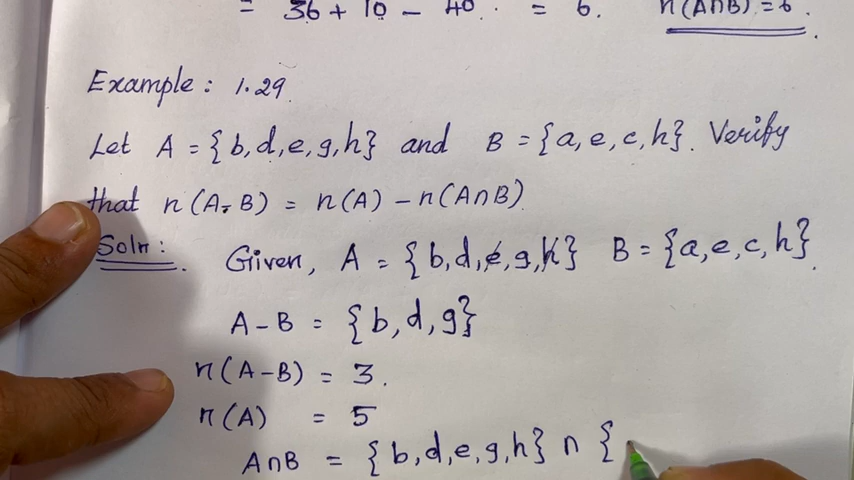 = 36 + 10 - 40. = 6. n(A∩B) = 6.
Example: 1.29.
Let A = {b, d, e, g, h} and B = {a, e, c, h}. Verify
that n(A-B) = n(A) - n(A∩B)
Soln: Given, A = {b, d, e, g, h} B = {a, e, c, h}.
A-B = {b, d, g}
n(A-B) = 3.
n(A) = 5
A∩B = {b, d, e, g, h} ∩ {